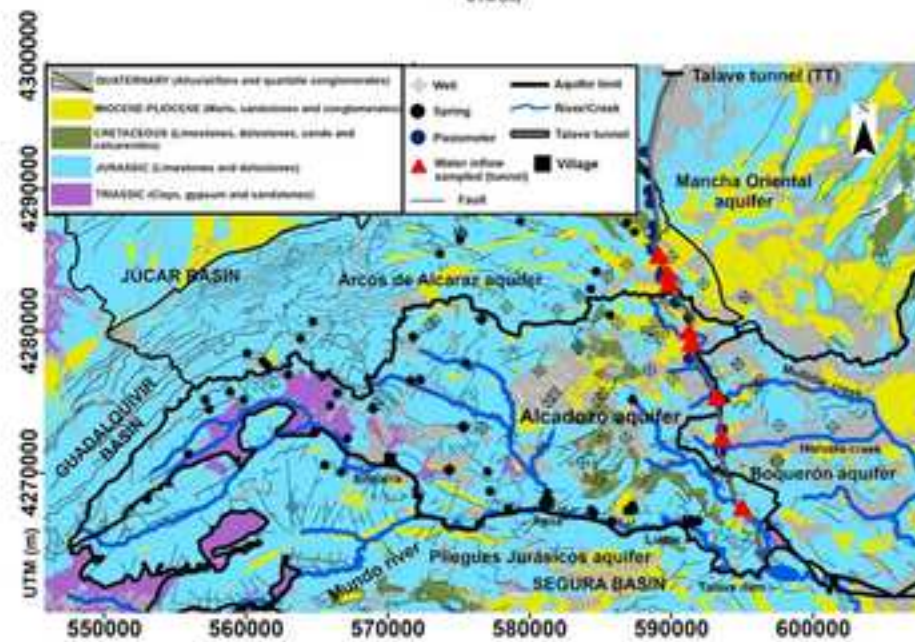 4300000
4290000
4280000
4270000
UTM (m)
QUATERNARY (Alluvial fans and quartzite conglomerates)
MIOCENE-PLIOCENE (Marls, sandstones and conglomerates)
CRETACEOUS (Limestones, dolostones, sands and
calcarenites)
JURASSIC (Limestones and dolostones)
TRIASSIC (Clays, gypsum and sandstones)
Well
Spring
Piezometer
Water inflow
sampled (tunnel)
Fault
Aquifer limit
River/Creek
Talave tunnel
Village
Talave tunnel (TT)
Mancha Oriental
aquifer
JÚCAR BASIN
Arcos de Alcaraz aquifer
GUADALQUIVIR
BASIN
Alcadozo aquifer
creek
creek
Boquerón aquifer
Mundo river
Pliegues Jurásicos aquifer
SEGURA BASIN
Talave dam
550000
560000
570000
580000
590000
600000